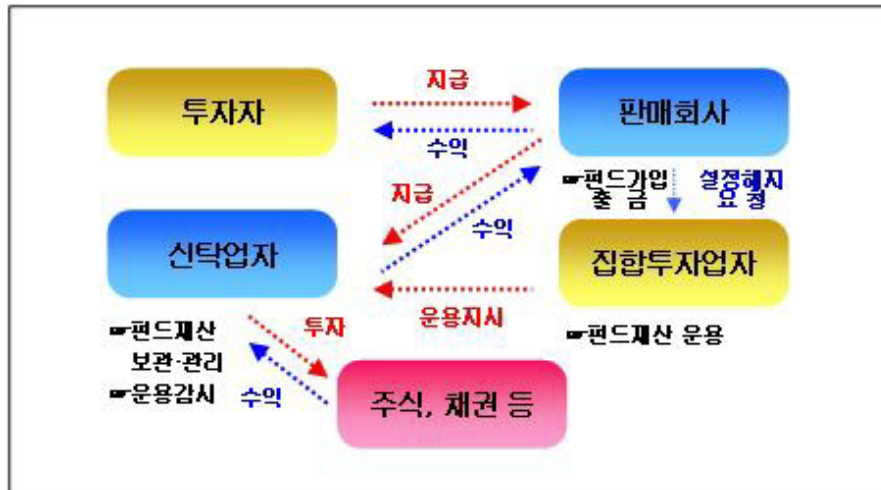 지급
투자자
판매회사
수익
☞펀드가입
출 금
설정해지
요 청
지급
수익
신탁업자
집합투자업자
운용지시
☞펀드재산
보관·관리
☞운용감시
투자
수익
☞펀드재산 운용
주식, 채권 등